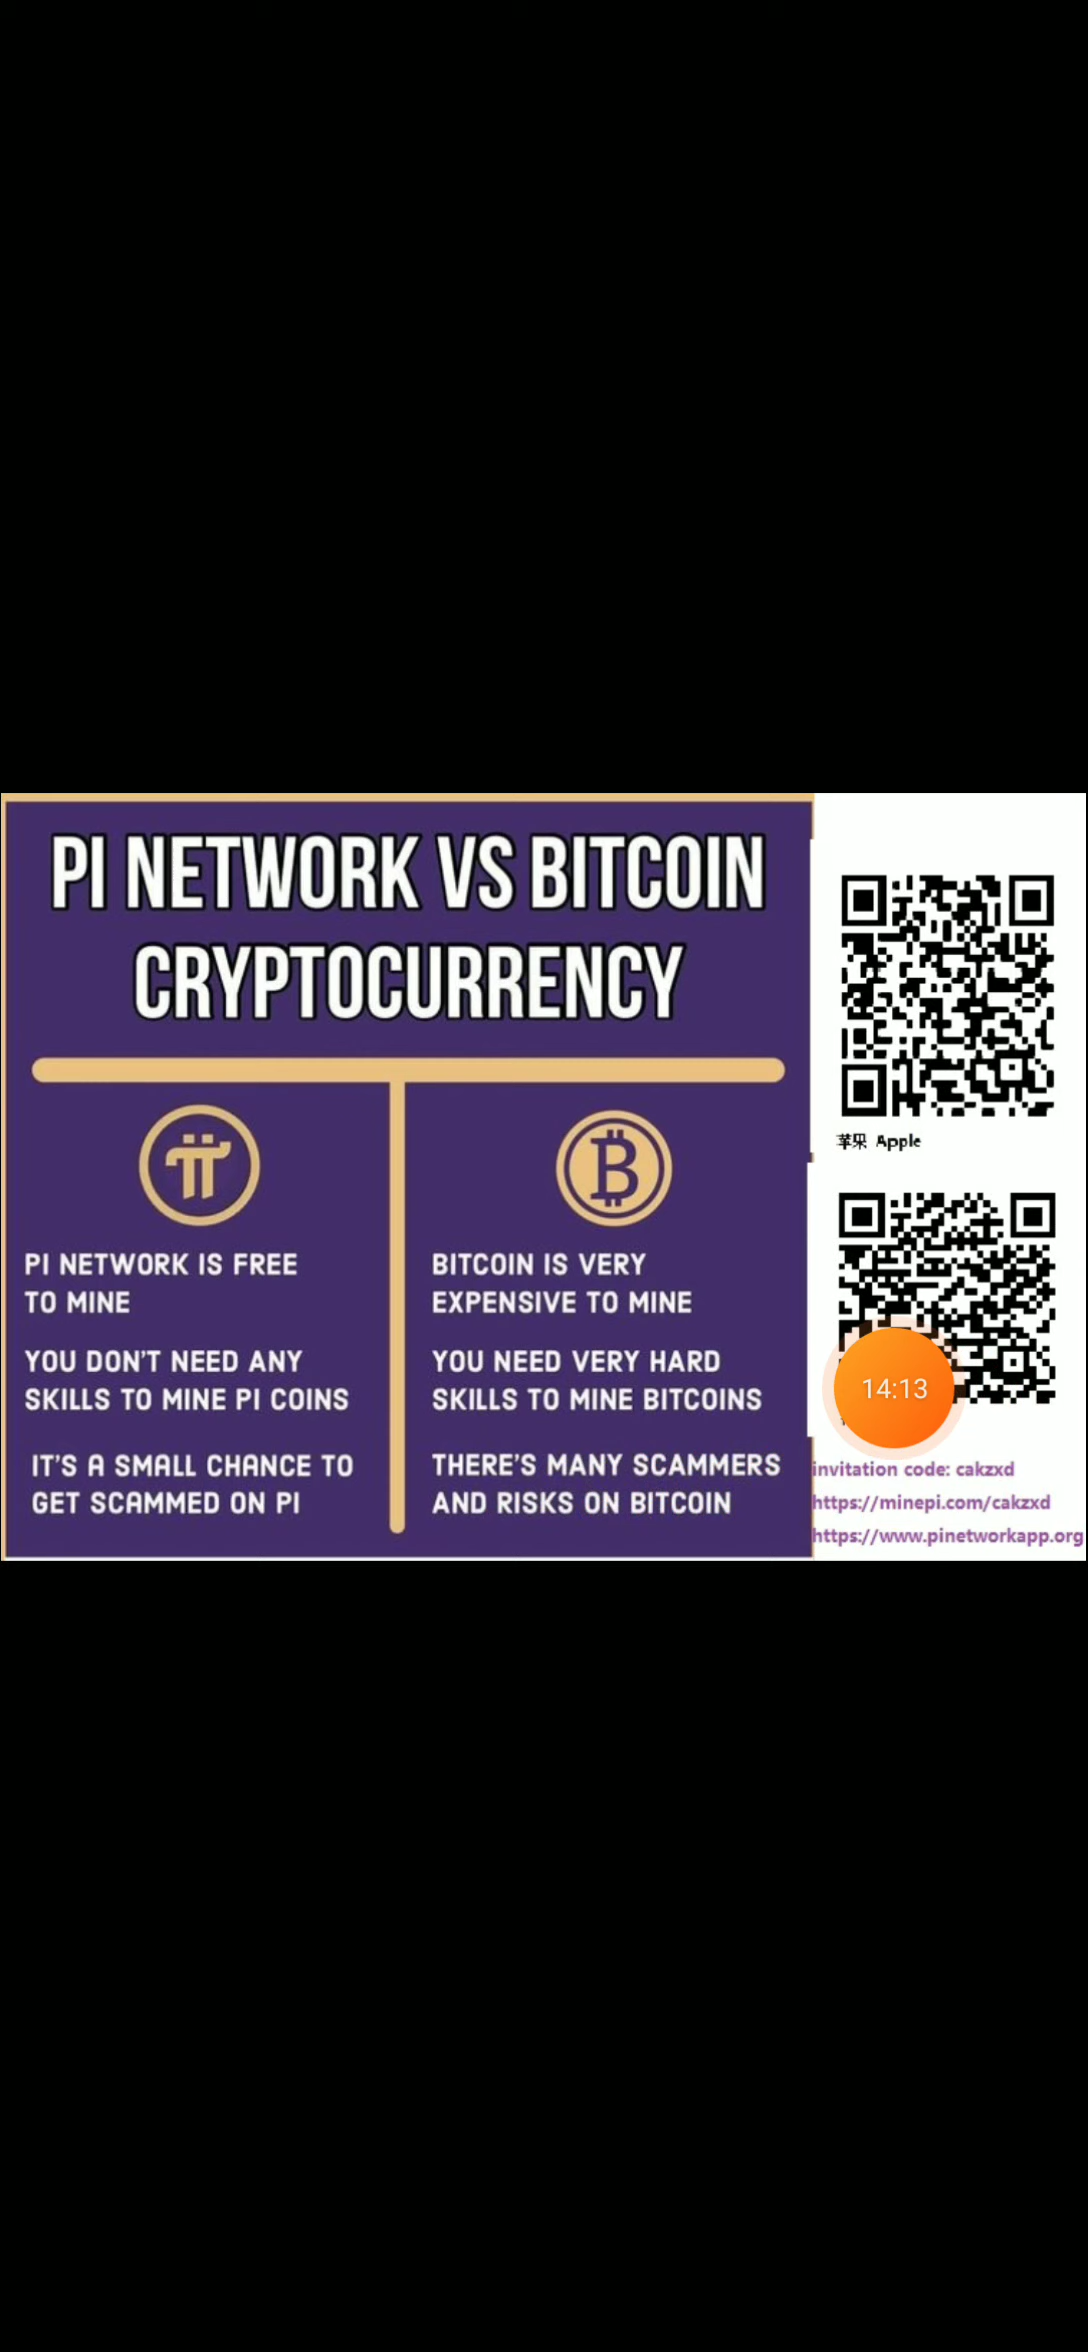 PI NETWORK VS BITCOIN
CRYPTOCURRENCY
PI NETWORK IS FREE
TO MINE
YOU DON'T NEED ANY
SKILLS TO MINE PI COINS
IT'S A SMALL CHANCE TO
GET SCAMMED ON PI
BITCOIN IS VERY
EXPENSIVE TO MINE
YOU NEED VERY HARD
SKILLS TO MINE BITCOINS
THERE'S MANY SCAMMERS
AND RISKS ON BITCOIN
苹果 Apple
14:13
invitation code: cakzxd
https://minepi.com/cakzxd
https://www.pinetworkapp.org